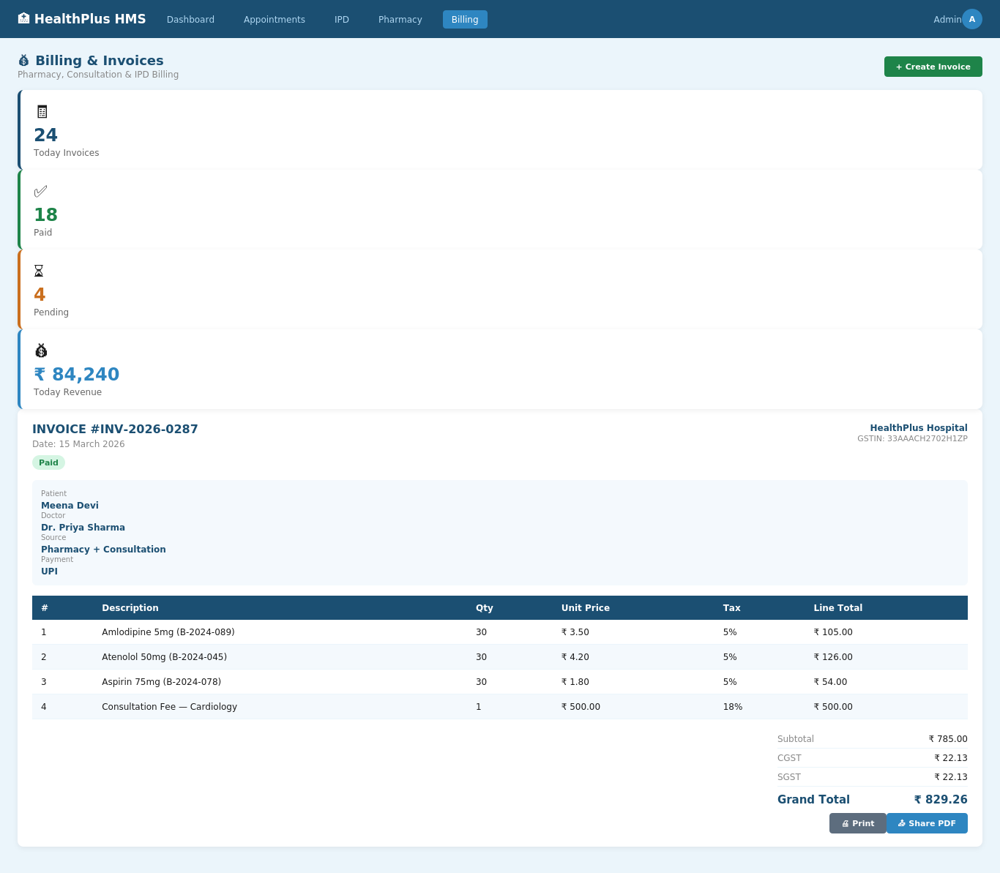 HealthPlus HMS Dashboard Appointments IPD Pharmacy Billing Admin A
Billing & Invoices
Pharmacy, Consultation & IPD Billing
+ Create Invoice
24
Today Invoices
18
Paid
4
Pending
₹ 84,240
Today Revenue
INVOICE #INV-2026-0287
Date: 15 March 2026
Paid
HealthPlus Hospital
GSTIN: 33AAACH2702H1ZP
Patient
Meena Devi
Doctor
Dr. Priya Sharma
Source
Pharmacy + Consultation
Payment
UPI
# Description Qty Unit Price Tax Line Total
1 Amlodipine 5mg (B-2024-089) 30 ₹ 3.50 5% ₹ 105.00
2 Atenolol 50mg (B-2024-045) 30 ₹ 4.20 5% ₹ 126.00
3 Aspirin 75mg (B-2024-078) 30 ₹ 1.80 5% ₹ 54.00
4 Consultation Fee — Cardiology 1 ₹ 500.00 18% ₹ 500.00
Subtotal ₹ 785.00
CGST ₹ 22.13
SGST ₹ 22.13
Grand Total ₹ 829.26
Print Share PDF